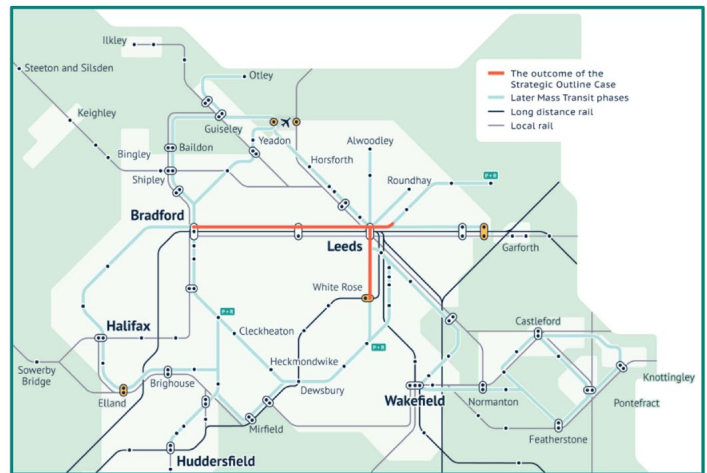 Ilkley
Steeton and Silsden
Otley
Keighley
Guiseley
Yeadon
Alwoodley
Baildon
Bingley
Horsforth
Shipley
Roundhay
P+R
Bradford
Leeds
Garforth
White Rose
P+R
Castleford
Halifax
Cleckheaton
P+R
Sowerby
Bridge
Heckmondwike
Knottingley
Brighouse
Dewsbury
Wakefield
Normanton
Elland
Pontefract
Mirfield
Featherstone
Huddersfield
The outcome of the
Strategic Outline Case
Later Mass Transit phases
Long distance rail
Local rail